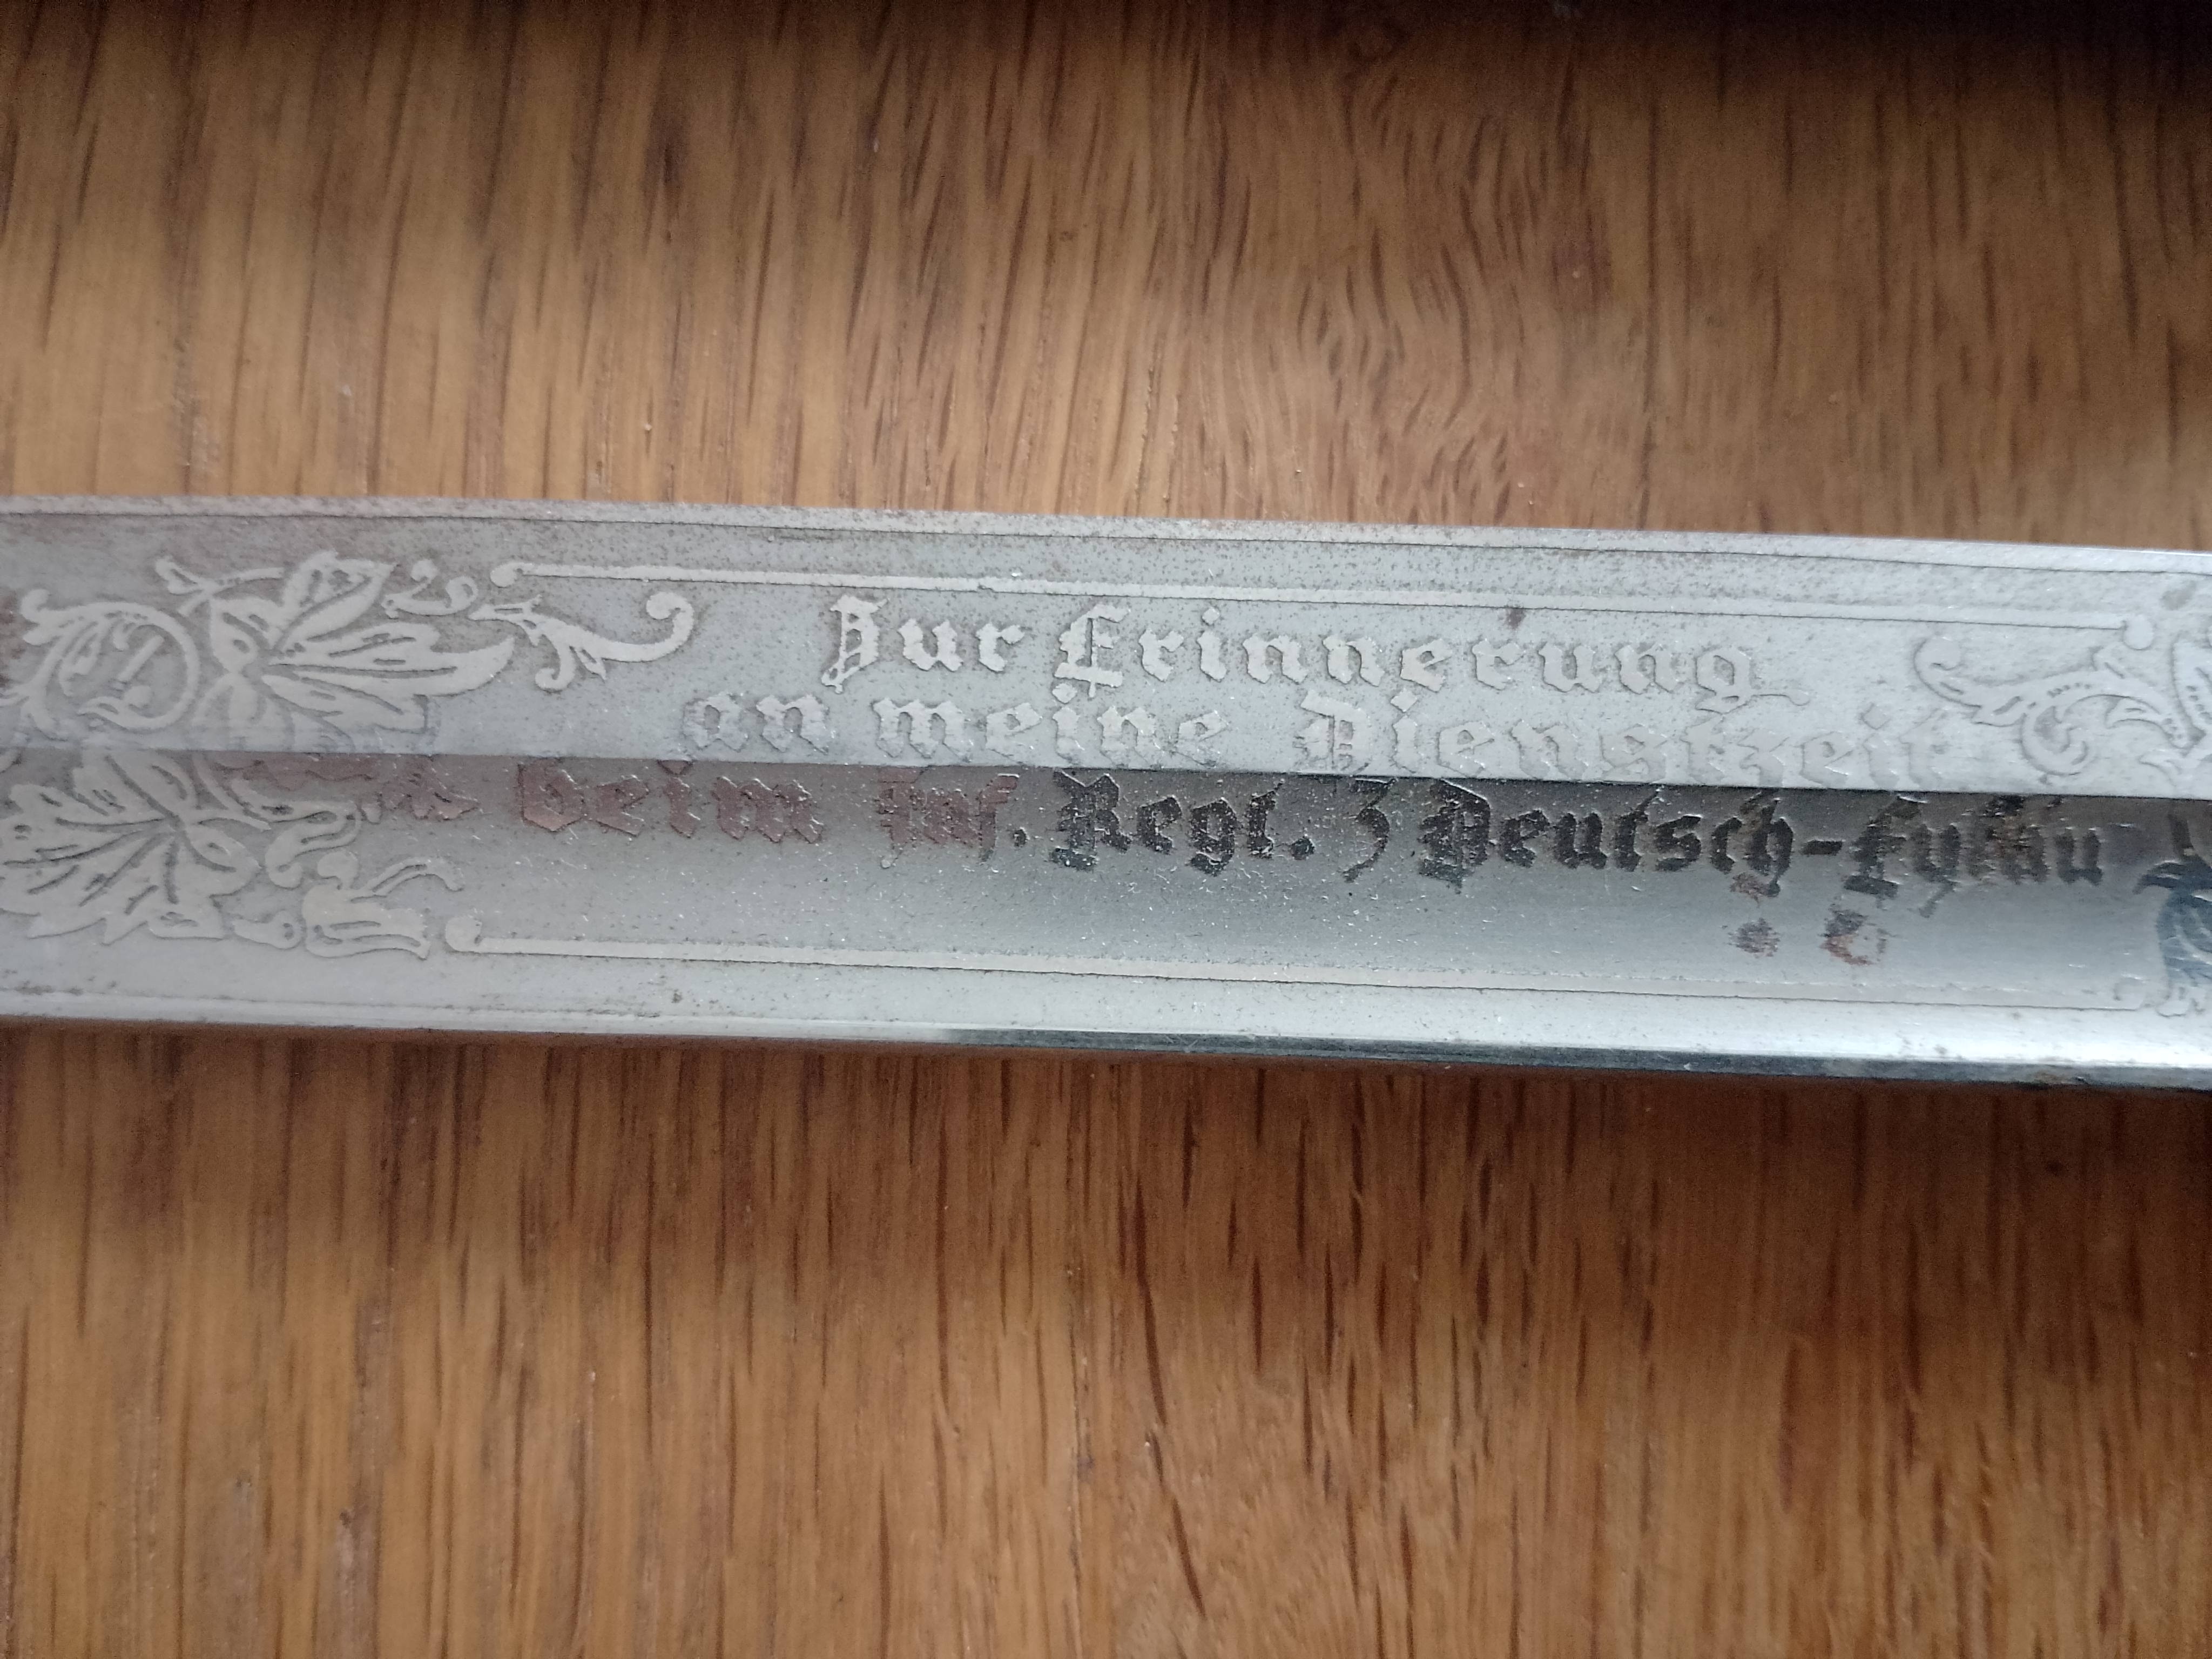 Zur Erinnerung
an meine Dienstzeit
beim Inf. Regt. 3 Deutsch-Eylau